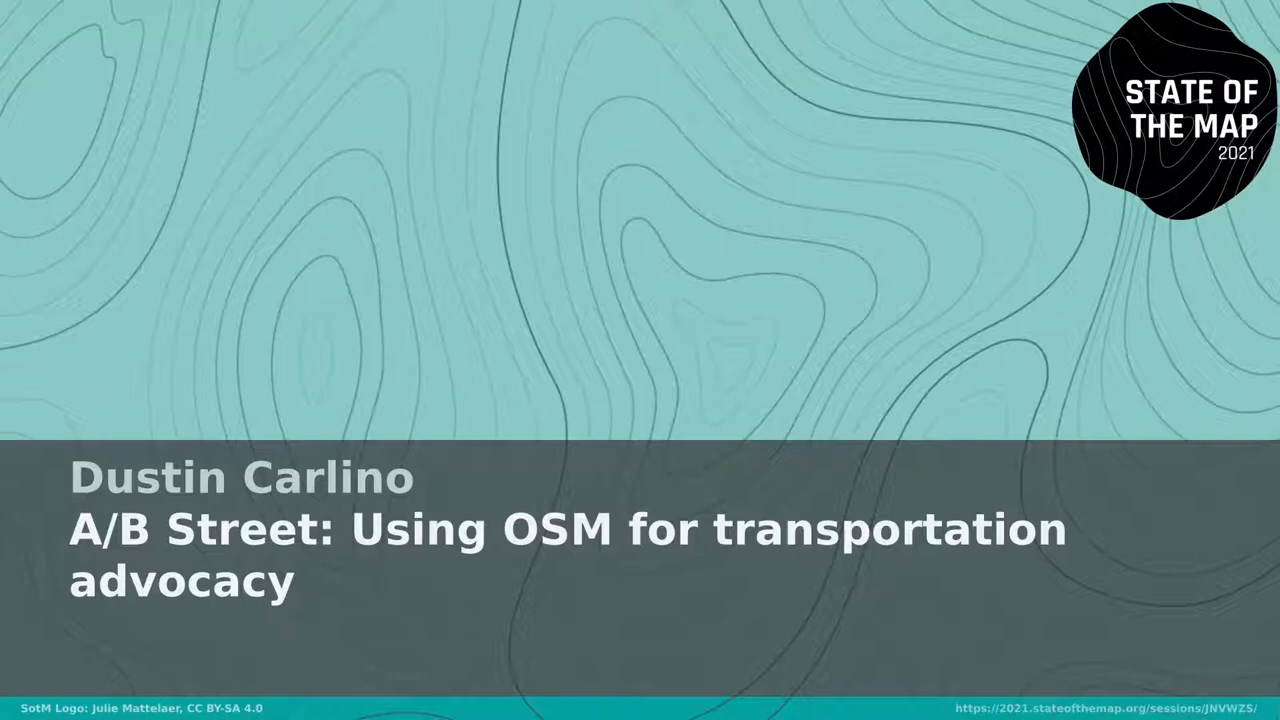 STATE OF
THE MAP
2021
Dustin Carlino
A/B Street: Using OSM for transportation
advocacy
SotM Logo: Julie Mattelaer, CC BY-SA 4.0
https://2021.stateofthemap.org/sessions/JNVWZS/